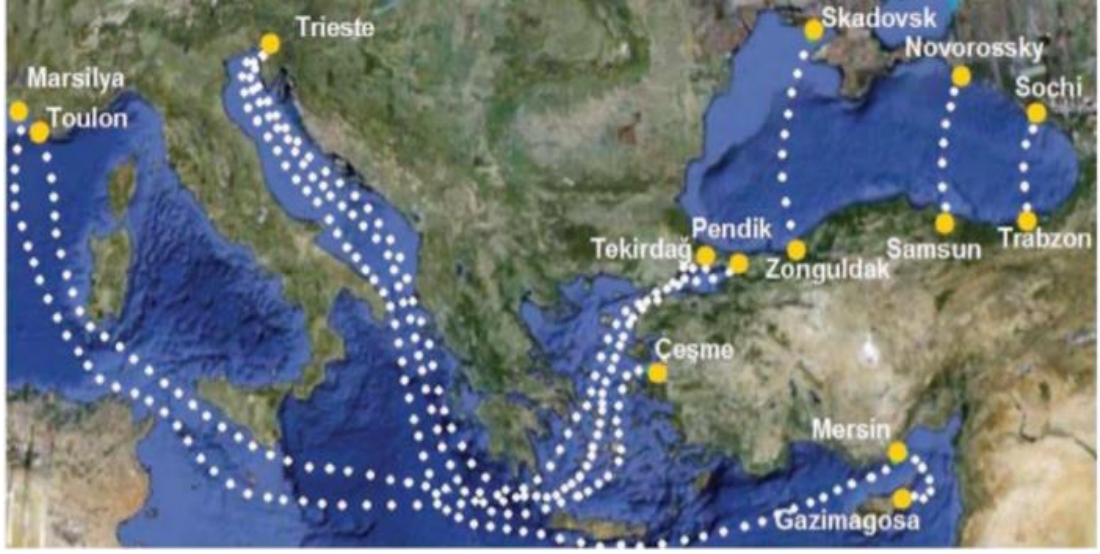 Trieste
Skadovsk
Novorossky
Marsilya
Sochi
Toulon
Pendik
Tekirdağ
Samsun
Trabzon
Zonguldak
Çeşme
Mersin
Gazimagosa